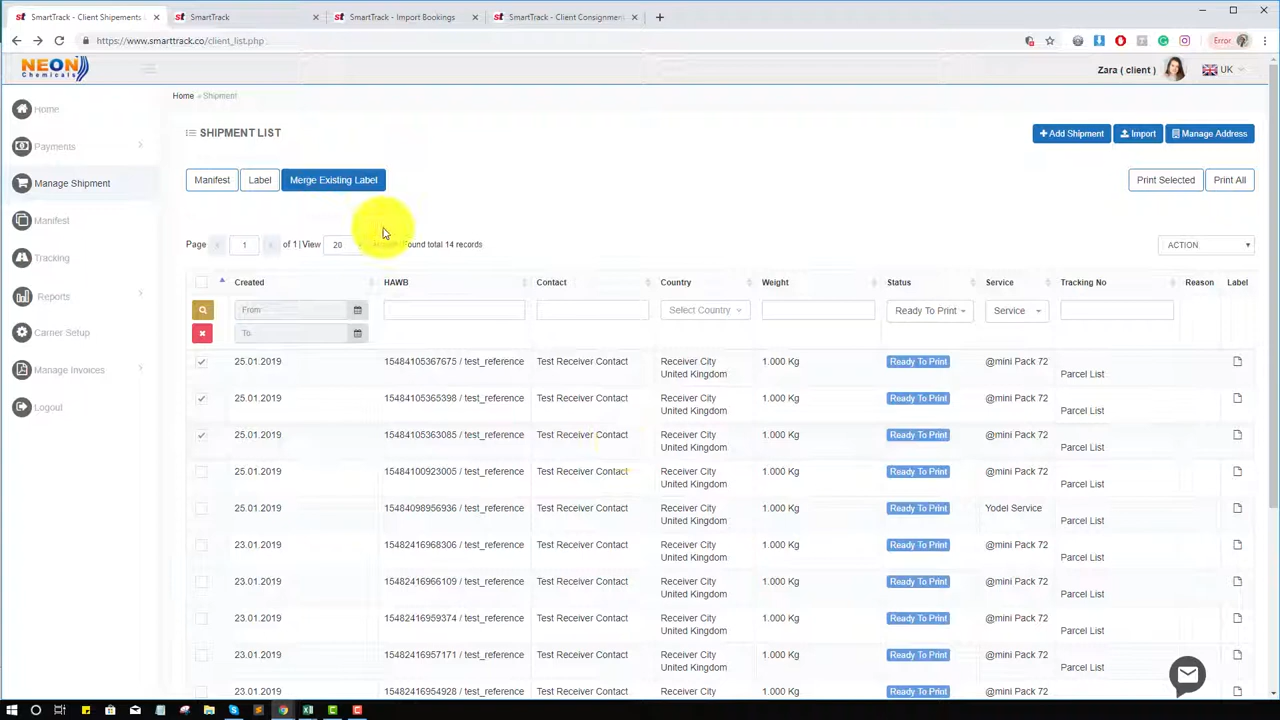 SmartTrack - Client Shipements L
SmartTrack
SmartTrack - Import Bookings
SmartTrack - Client Consignment
https://www.smarttrack.co/client_list.php
Error
NEON
Chemicals
Zara ( client )
UK
Home
Payments
Manage Shipment
Manifest
Tracking
Reports
Carrier Setup
Manage Invoices
Logout
Home » Shipment
SHIPMENT LIST
Add Shipment
Import
Manage Address
Manifest
Label
Merge Existing Label
Print Selected
Print All
Page 1 of 1 | View 20 Found total 14 records
ACTION
Created HAWB Contact Country Weight Status Service Tracking No Reason Label
From Select Country Ready To Print Service
To
25.01.2019 15484105367675 / test_reference Test Receiver Contact Receiver City 1.000 Kg Ready To Print @mini Pack 72
United Kingdom Parcel List
25.01.2019 15484105365398 / test_reference Test Receiver Contact Receiver City 1.000 Kg Ready To Print @mini Pack 72
United Kingdom Parcel List
25.01.2019 15484105363085 / test_reference Test Receiver Contact Receiver City 1.000 Kg Ready To Print @mini Pack 72
United Kingdom Parcel List
25.01.2019 15484100923005 / test_reference Test Receiver Contact Receiver City 1.000 Kg Ready To Print @mini Pack 72
United Kingdom Parcel List
25.01.2019 15484098956936 / test_reference Test Receiver Contact Receiver City 1.000 Kg Ready To Print Yodel Service
United Kingdom Parcel List
23.01.2019 15482416968306 / test_reference Test Receiver Contact Receiver City 1.000 Kg Ready To Print @mini Pack 72
United Kingdom Parcel List
23.01.2019 15482416966109 / test_reference Test Receiver Contact Receiver City 1.000 Kg Ready To Print @mini Pack 72
United Kingdom Parcel List
23.01.2019 15482416959374 / test_reference Test Receiver Contact Receiver City 1.000 Kg Ready To Print @mini Pack 72
United Kingdom Parcel List
23.01.2019 15482416957171 / test_reference Test Receiver Contact Receiver City 1.000 Kg Ready To Print @mini Pack 72
United Kingdom Parcel List
23.01.2019 15482416954928 / test_reference Test Receiver Contact Receiver City 1.000 Kg Ready To Print @mini Pack 72